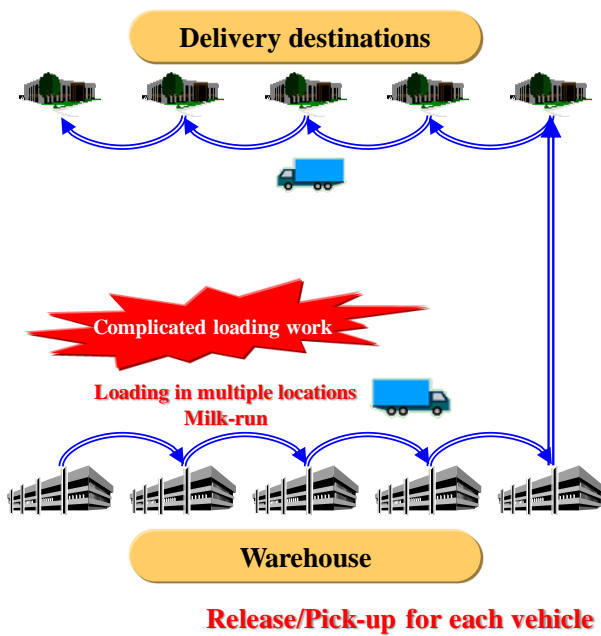 Delivery destinations
Complicated loading work
Loading in multiple locations
Milk-run
Warehouse
Release/Pick-up for each vehicle